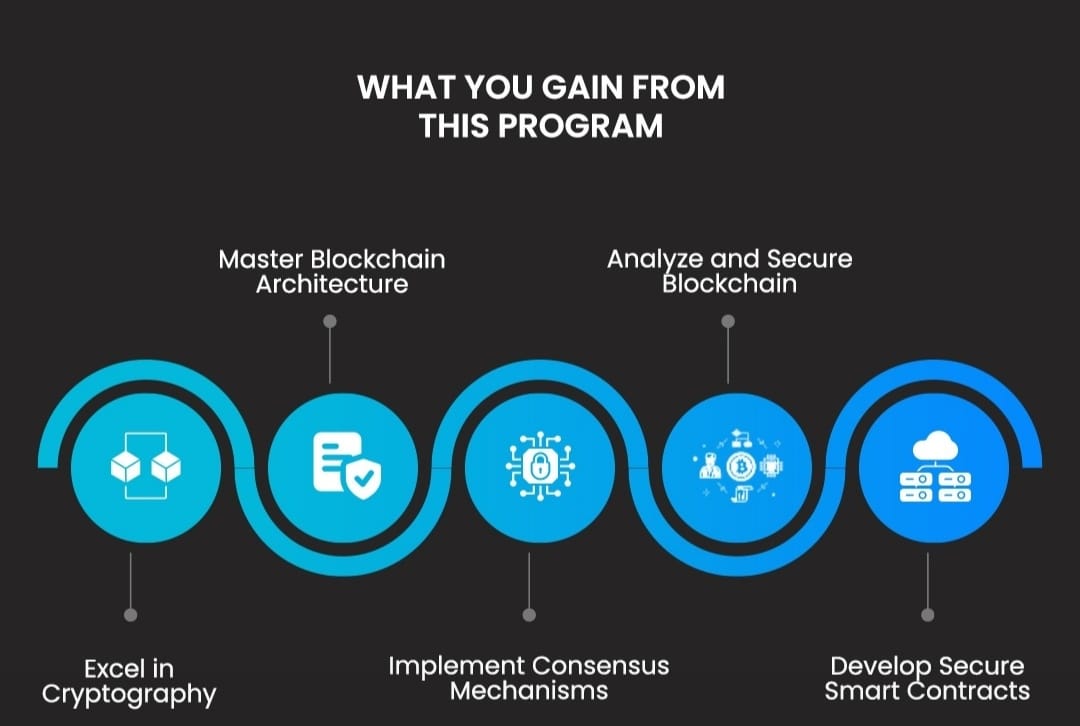 WHAT YOU GAIN FROM
THIS PROGRAM
Master Blockchain
Architecture
Analyze and Secure
Blockchain
Excel in
Cryptography
Implement Consensus
Mechanisms
Develop Secure
Smart Contracts